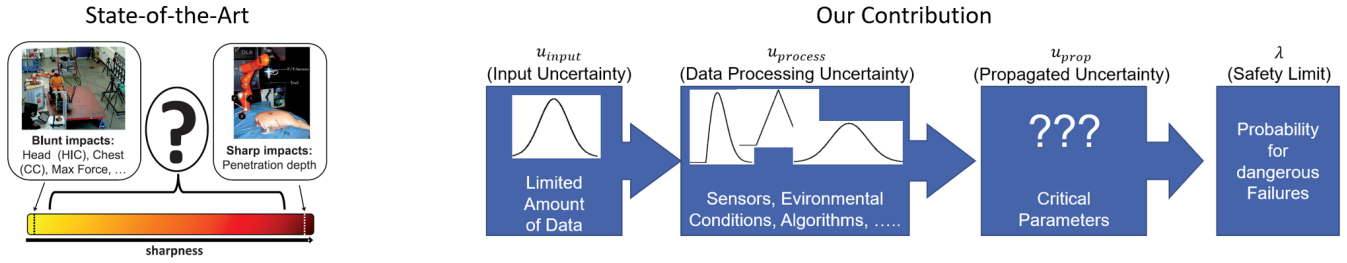 State-of-the-Art
Blunt impacts:
Head (HIC), Chest
(CC), Max Force, ...
?
Sharp impacts:
Penetration depth
sharpness
Our Contribution
u_input
(Input Uncertainty)
Limited
Amount
of Data
u_process
(Data Processing Uncertainty)
Sensors, Evironmental
Conditions, Algorithms, .....
u_prop
(Propagated Uncertainty)
???
Critical
Parameters
λ
(Safety Limit)
Probability
for
dangerous
Failures